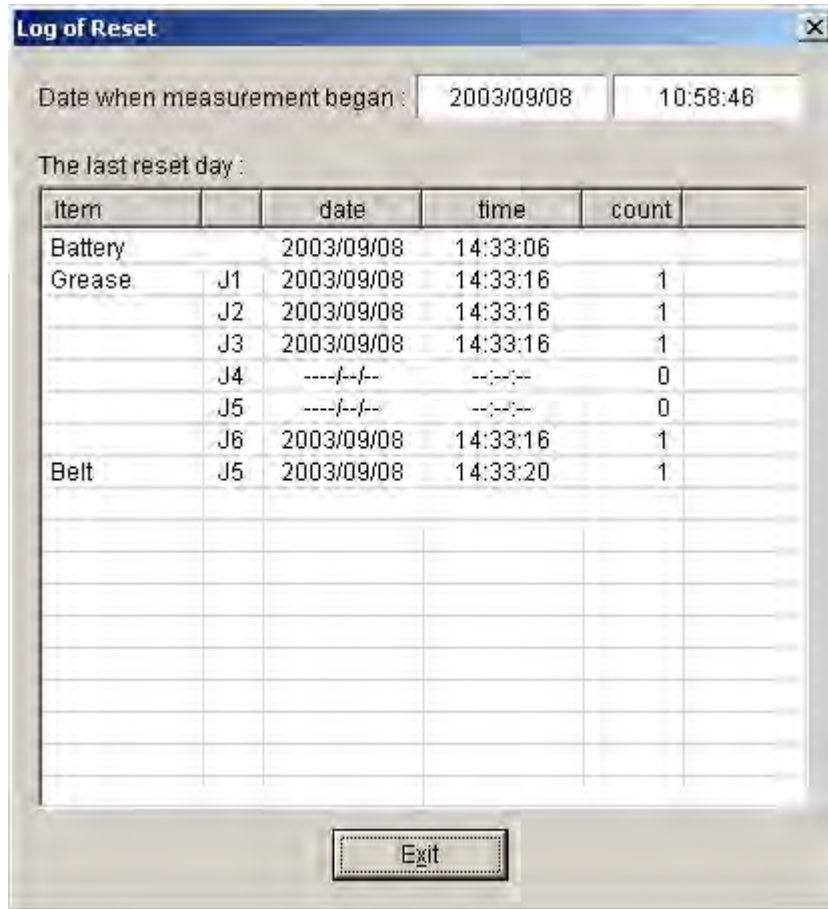 Log of Reset
Date when measurement began : 2003/09/08 10:58:46
The last reset day :
Item date time count
Battery 2003/09/08 14:33:06
Grease J1 2003/09/08 14:33:16 1
J2 2003/09/08 14:33:16 1
J3 2003/09/08 14:33:16 1
J4 ----/--/-- --:--:-- 0
J5 ----/--/-- --:--:-- 0
J6 2003/09/08 14:33:16 1
Belt J5 2003/09/08 14:33:20 1
Exit